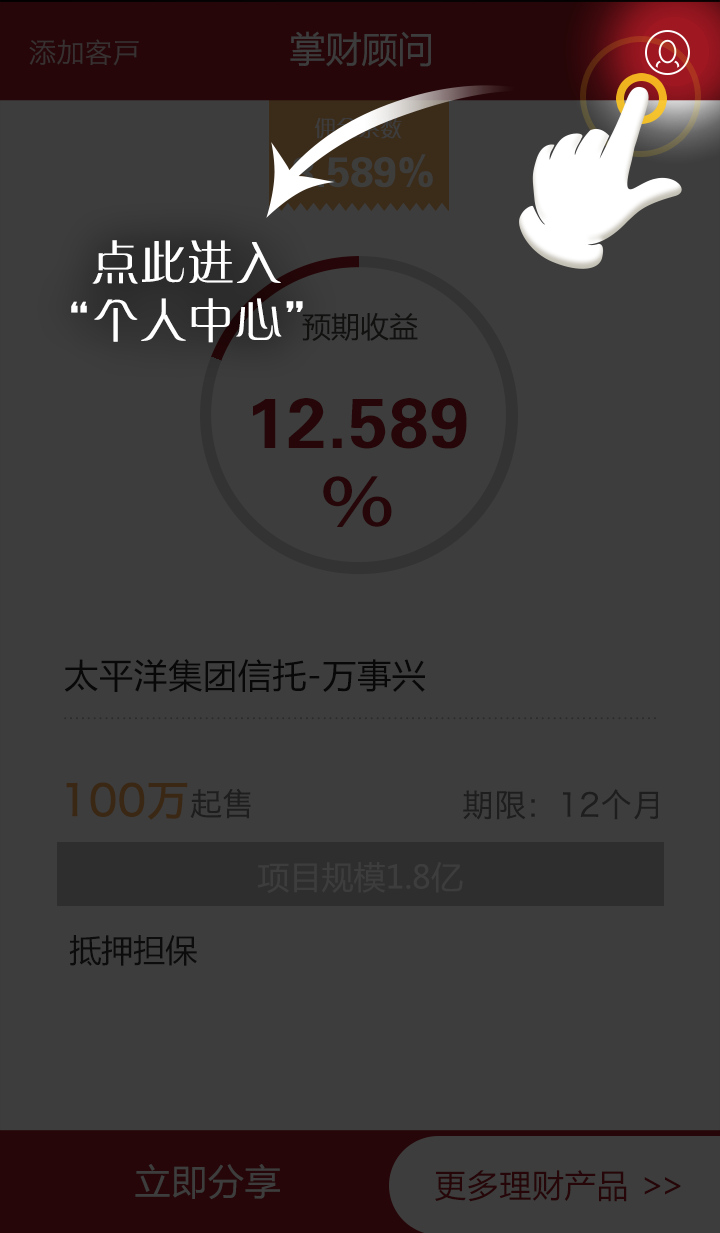 添加客戸
掌财顾问
佣金系数
.589%
点此进入
“个人中心”
预期收益
12.589
%
太平洋集团信托-万事兴
100万起售
期限：12个月
项目规模1.8亿
抵押担保
立即分享
更多理财产品 >>